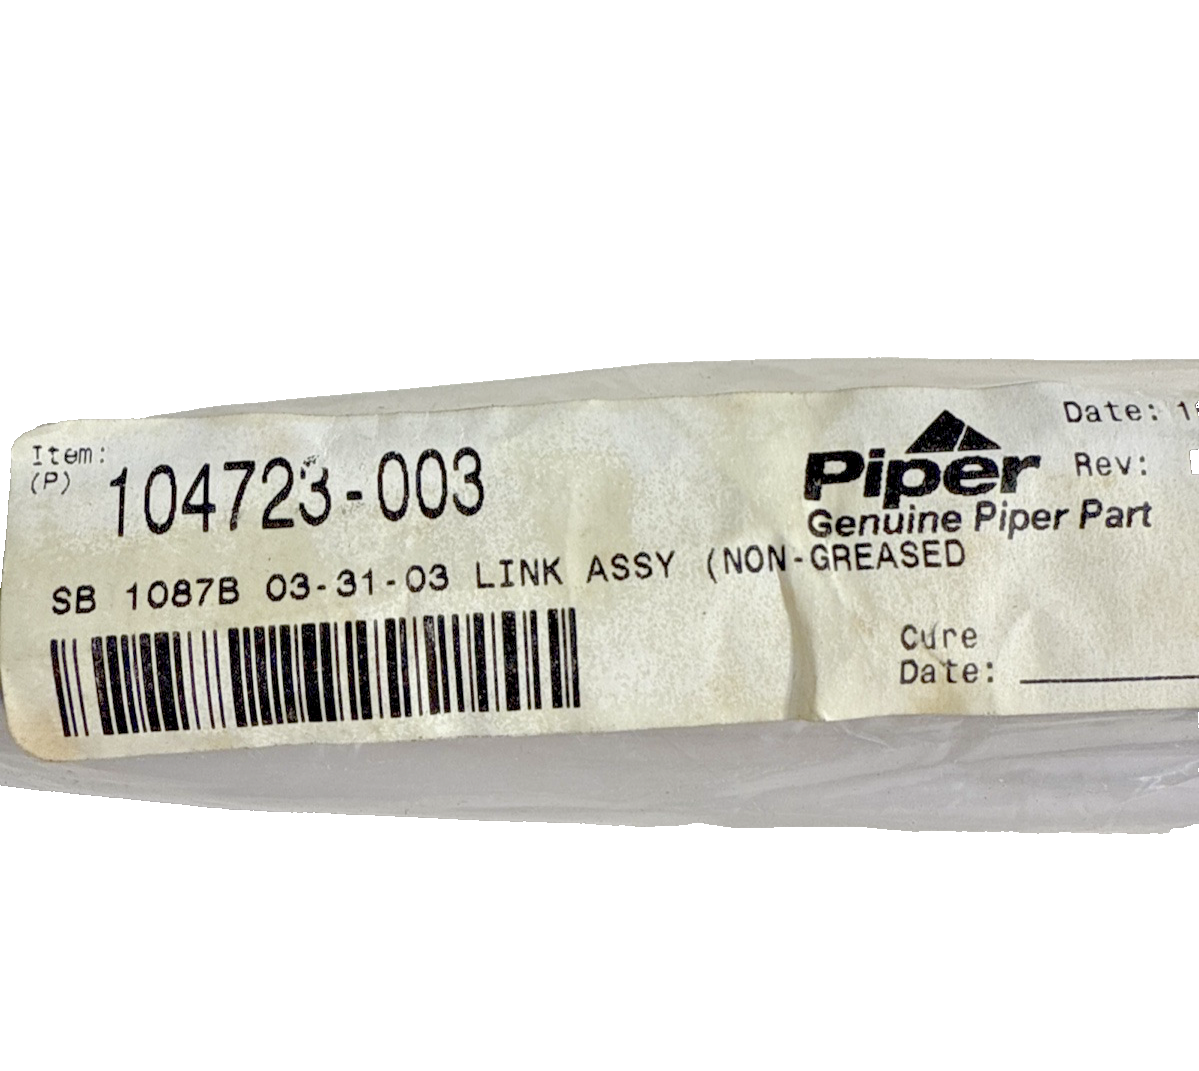 Item:
(P)
104723-003
Piper
Genuine Piper Part
Date:
Rev:
SB 1087B 03-31-03 LINK ASSY (NON-GREASED
Cure
Date: